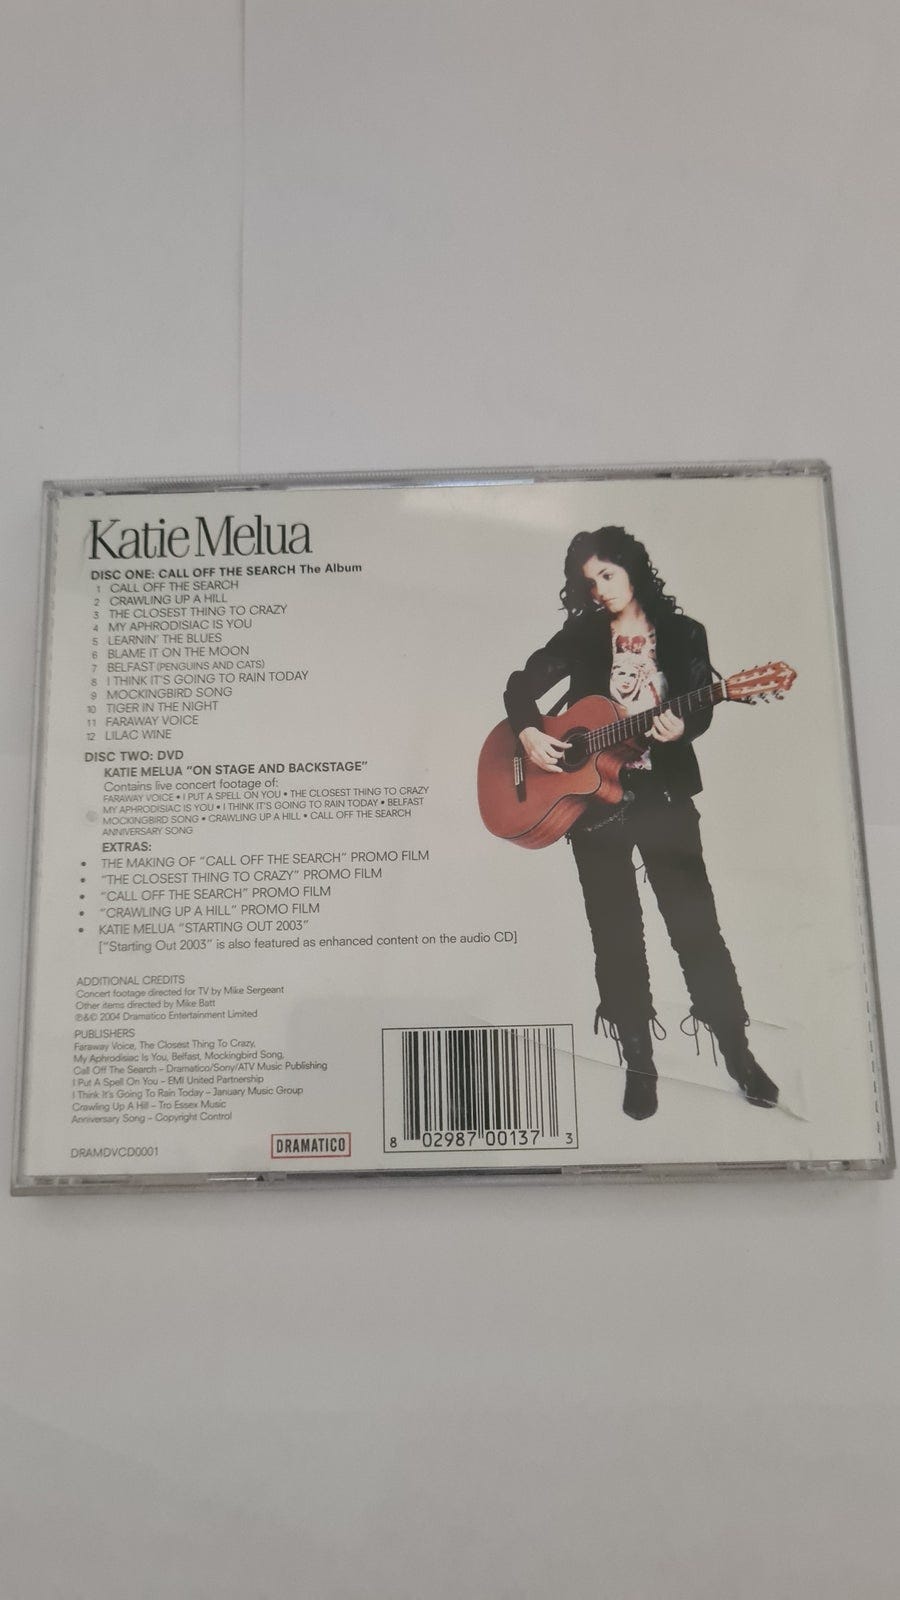 Katie Melua
DISC ONE: CALL OFF THE SEARCH The Album
1 CALL OFF THE SEARCH
2 CRAWLING UP A HILL
3 THE CLOSEST THING TO CRAZY
4 MY APHRODISIAC IS YOU
5 LEARNIN' THE BLUES
6 BLAME IT ON THE MOON
7 BELFAST (PENGUINS AND CATS)
8 I THINK IT'S GOING TO RAIN TODAY
9 MOCKINGBIRD SONG
10 TIGER IN THE NIGHT
11 FARAWAY VOICE
12 LILAC WINE
DISC TWO: DVD
KATIE MELUA "ON STAGE AND BACKSTAGE"
Contains live concert footage of:
FARAWAY VOICE • I PUT A SPELL ON YOU • THE CLOSEST THING TO CRAZY
MY APHRODISIAC IS YOU • I THINK IT'S GOING TO RAIN TODAY • BELFAST
MOCKINGBIRD SONG • CRAWLING UP A HILL • CALL OFF THE SEARCH
ANNIVERSARY SONG
EXTRAS:
• THE MAKING OF "CALL OFF THE SEARCH" PROMO FILM
• "THE CLOSEST THING TO CRAZY" PROMO FILM
• "CALL OFF THE SEARCH" PROMO FILM
• "CRAWLING UP A HILL" PROMO FILM
• KATIE MELUA "STARTING OUT 2003"
["Starting Out 2003" is also featured as enhanced content on the audio CD]
ADDITIONAL CREDITS
Concert footage directed for TV by Mike Sergeant
Other items directed by Mike Batt
℗&© 2004 Dramatico Entertainment Limited
PUBLISHERS
Faraway Voice, The Closest Thing To Crazy,
My Aphrodisiac Is You, Belfast, Mockingbird Song,
Call Off The Search – Dramatico/Sony/ATV Music Publishing
I Put A Spell On You – EMI United Partnership
I Think It's Going To Rain Today – January Music Group
Crawling Up A Hill – Tro Essex Music
Anniversary Song – Copyright Control
DRAMDVCD0001
DRAMATICO
8 02987 00137 3